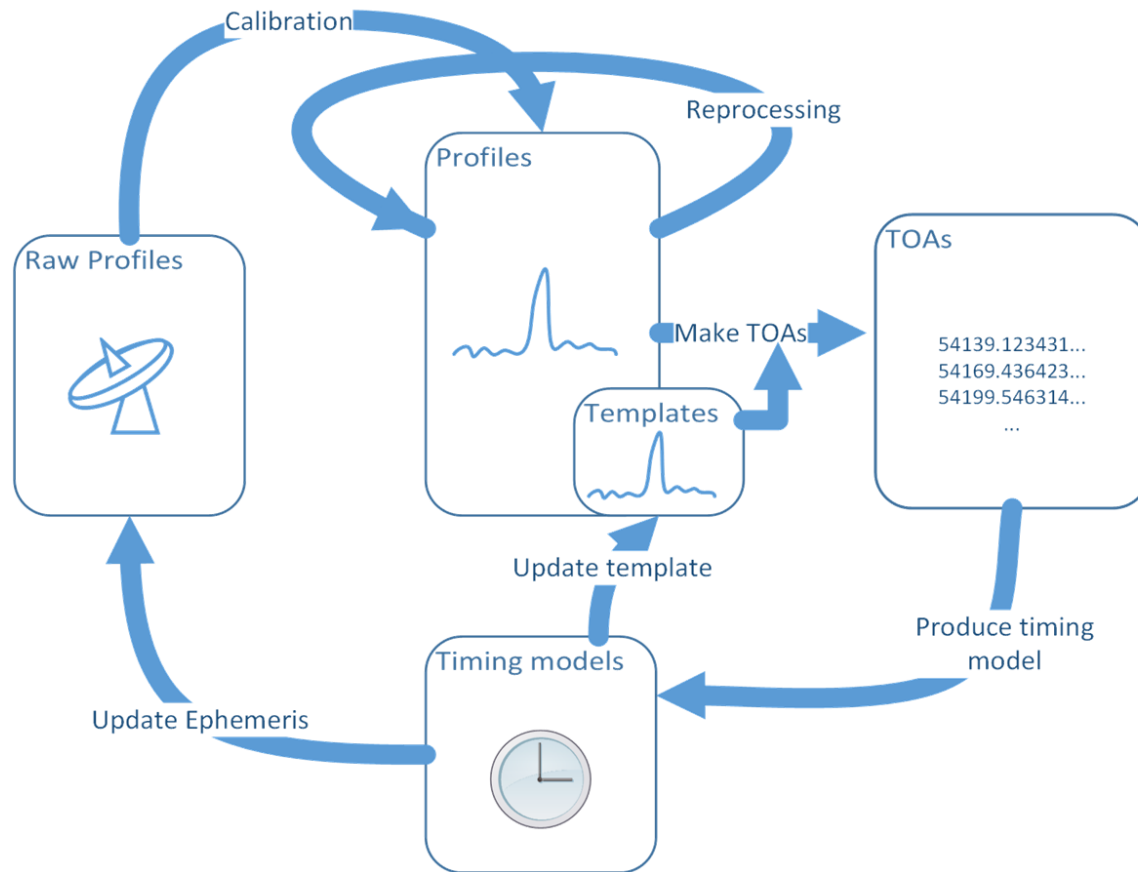 Calibration
Reprocessing
Profiles
Raw Profiles
TOAs
Make TOAs
54139.123431...
54169.436423...
54199.546314...
...
Templates
Update template
Produce timing
model
Timing models
Update Ephemeris